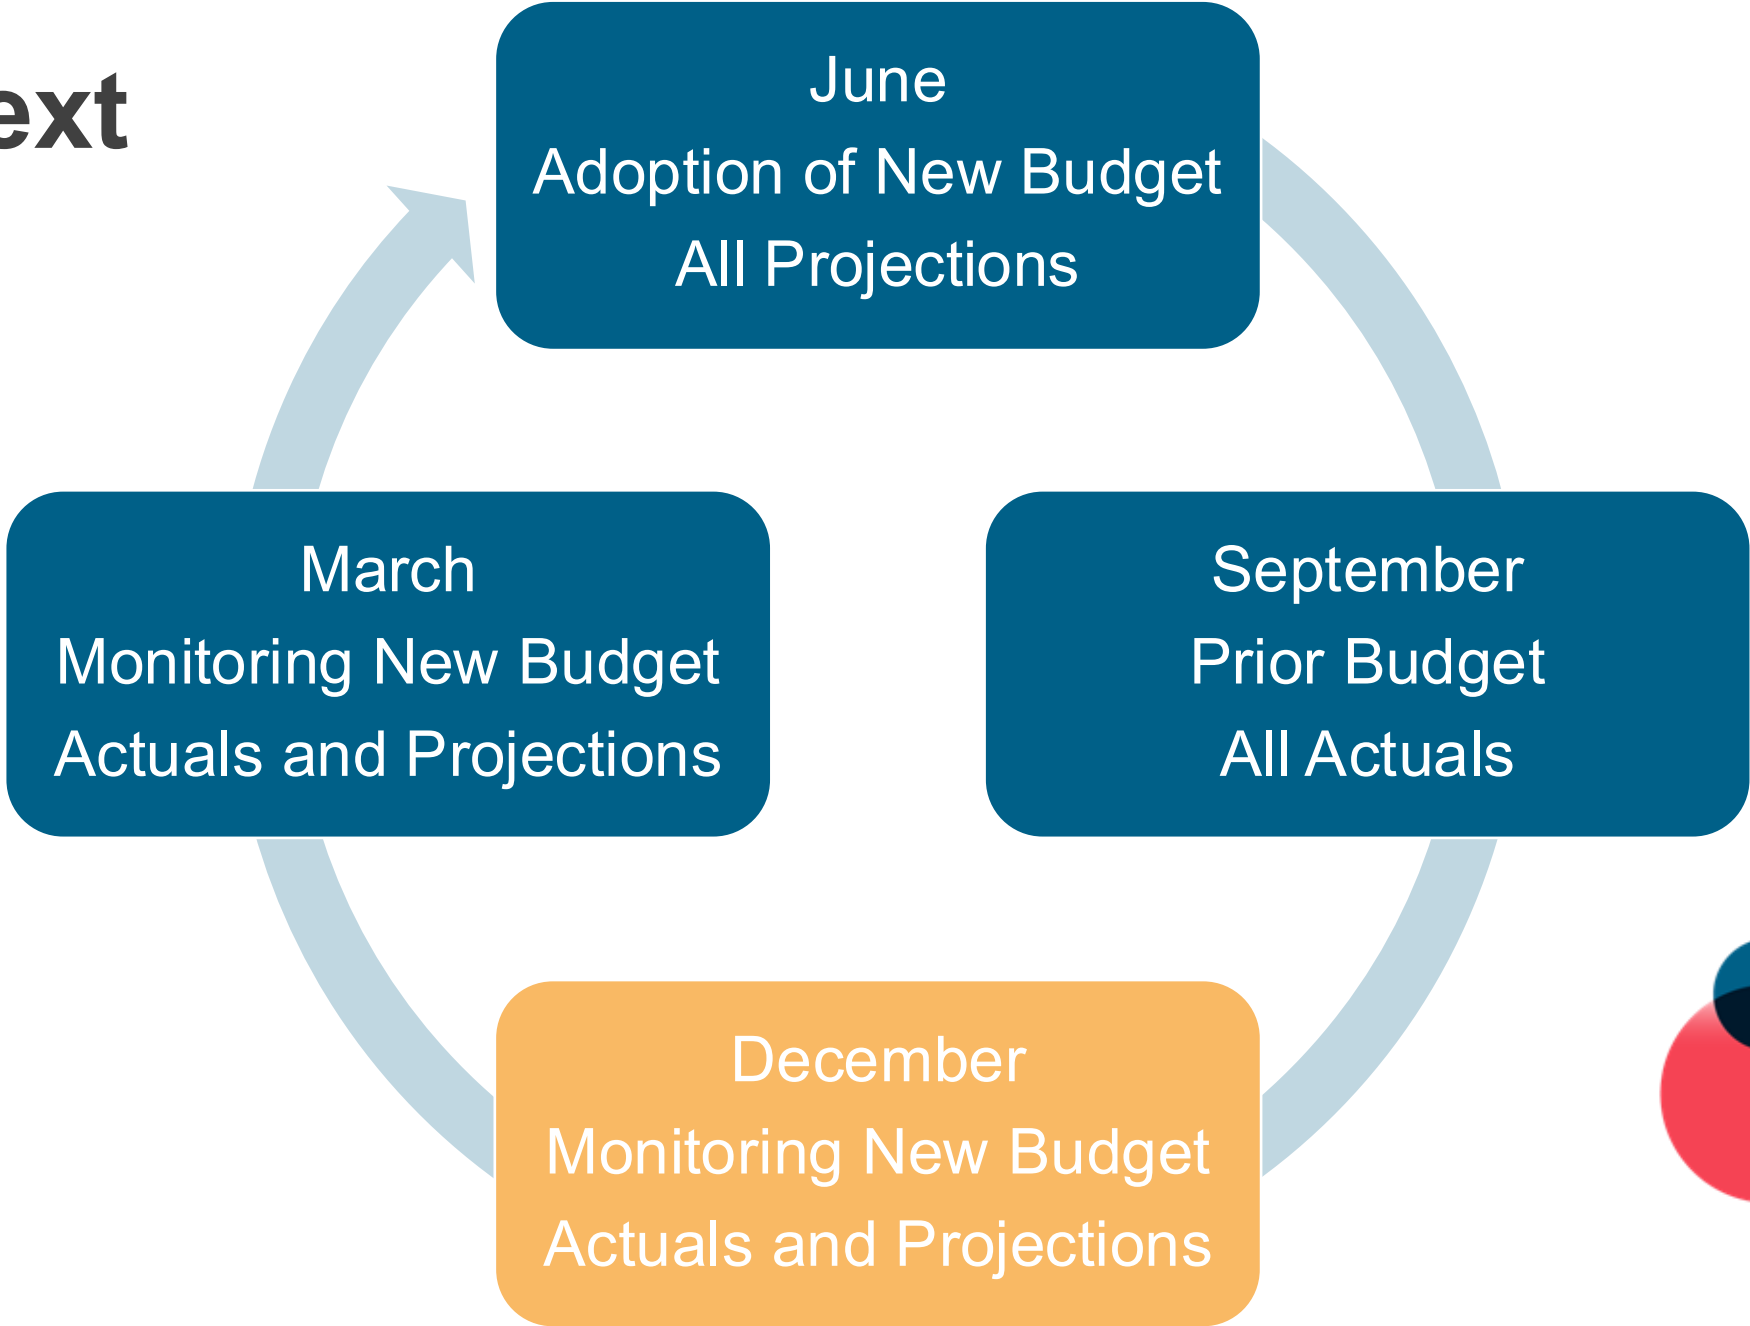 ext
June
Adoption of New Budget
All Projections
September
Prior Budget
All Actuals
December
Monitoring New Budget
Actuals and Projections
March
Monitoring New Budget
Actuals and Projections